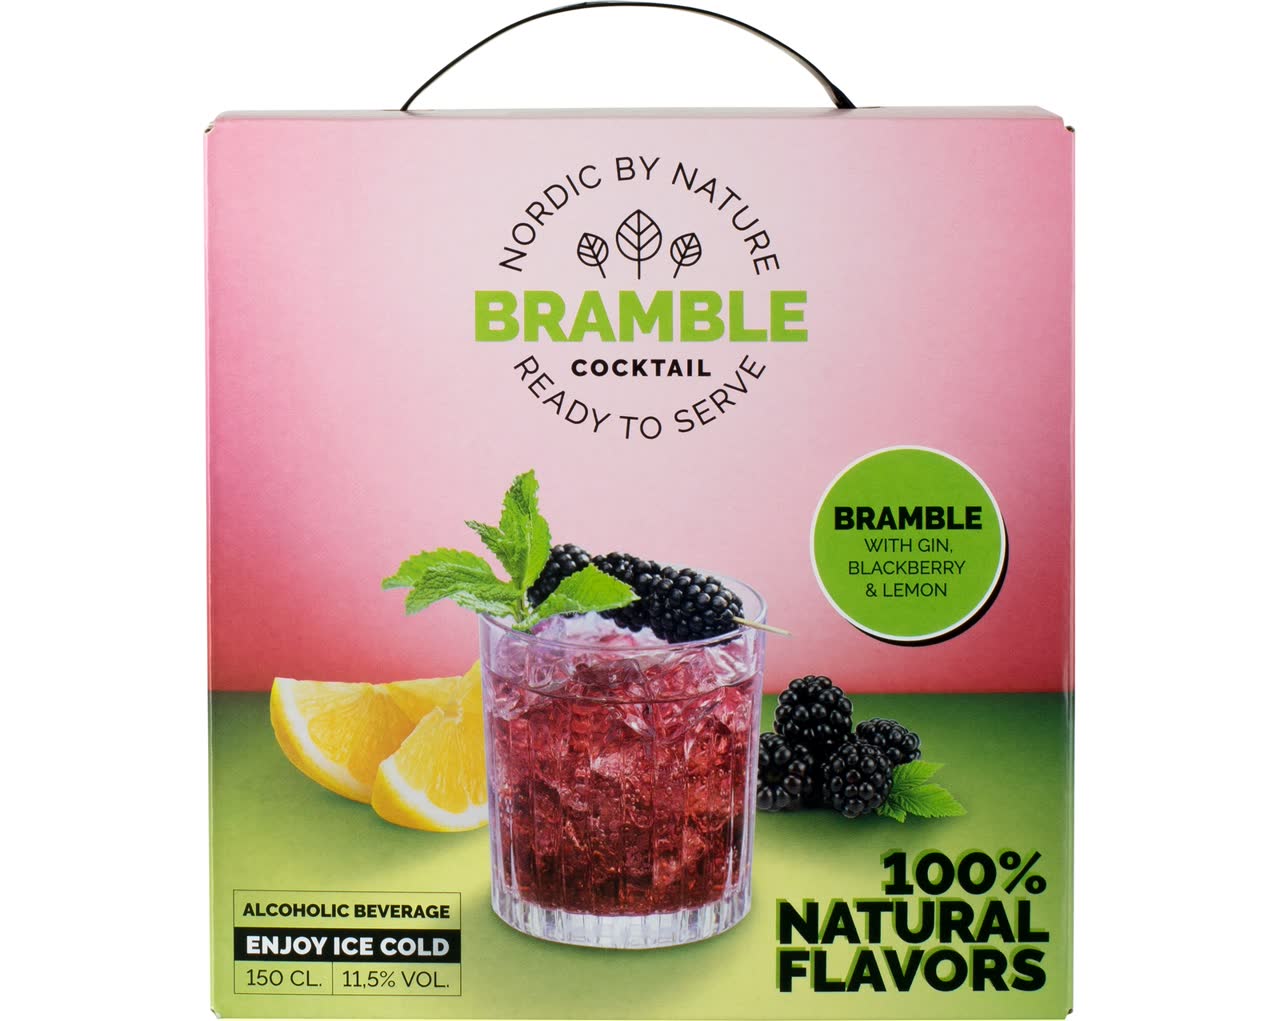 NORDIC BY NATURE
BRAMBLE
COCKTAIL
READY TO SERVE
BRAMBLE
WITH GIN,
BLACKBERRY
& LEMON
100%
NATURAL
FLAVORS
ALCOHOLIC BEVERAGE
ENJOY ICE COLD
150 CL. 11,5% VOL.